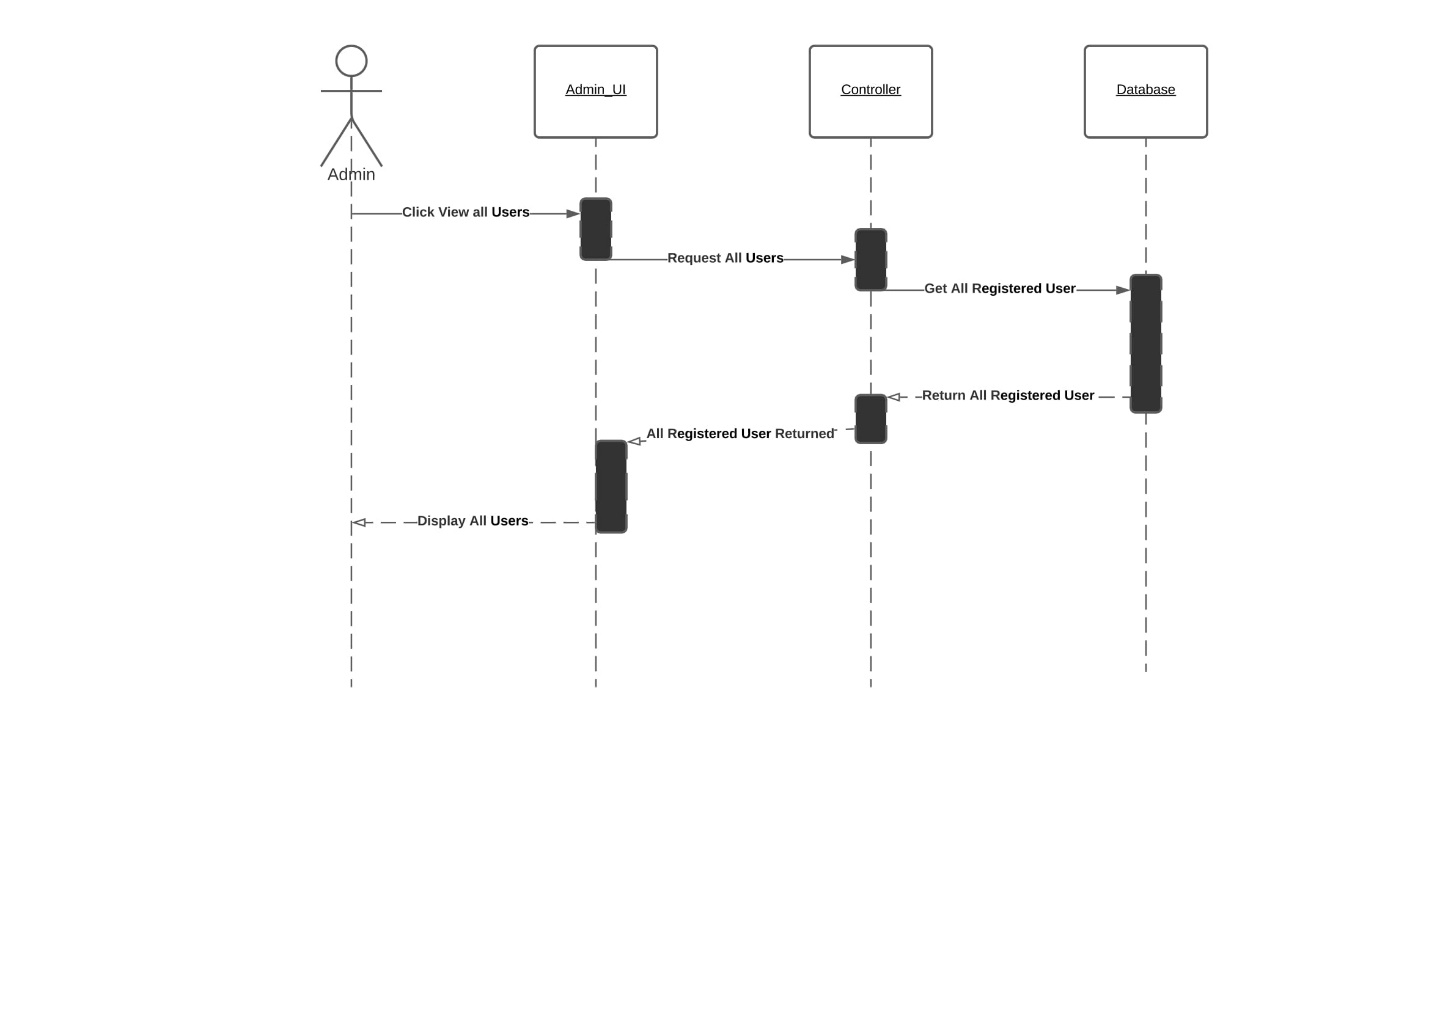 Admin_UI
Controller
Database
Admin
Click View all Users
Request All Users
Get All Registered User
Return All Registered User
All Registered User Returned
Display All Users